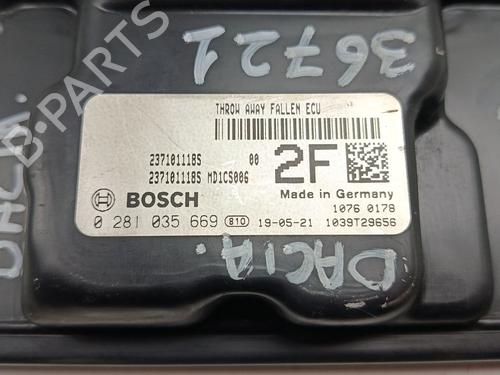 B-PARTS
36721
THROW AWAY FALLEN ECU
237101118S 00
237101118S MD1CS006
2F
BOSCH
Made in Germany
0 281 035 669 810 19-05-21
1076 0178
1039T29656
DACIA.
DACIA.